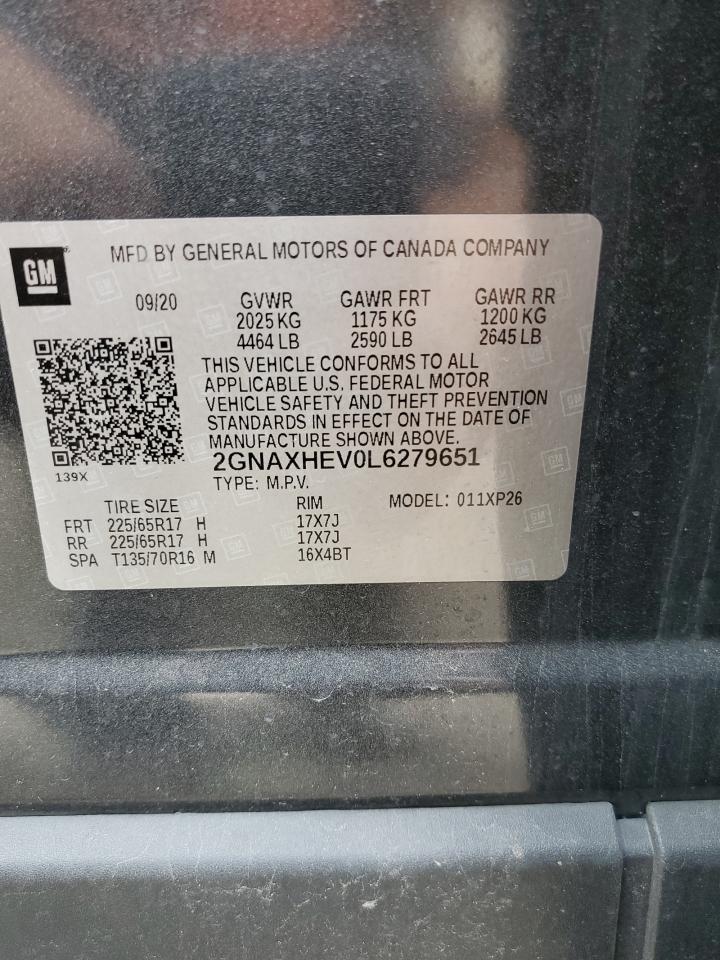 GM
MFD BY GENERAL MOTORS OF CANADA COMPANY
09/20 GVWR GAWR FRT GAWR RR
2025 KG 1175 KG 1200 KG
4464 LB 2590 LB 2645 LB
THIS VEHICLE CONFORMS TO ALL
APPLICABLE U.S. FEDERAL MOTOR
VEHICLE SAFETY AND THEFT PREVENTION
STANDARDS IN EFFECT ON THE DATE OF
MANUFACTURE SHOWN ABOVE.
139X
2GNAXHEV0L6279651
TYPE: M.P.V.
TIRE SIZE RIM MODEL: 011XP26
FRT 225/65R17 H 17X7J
RR 225/65R17 H 17X7J
SPA T135/70R16 M 16X4BT